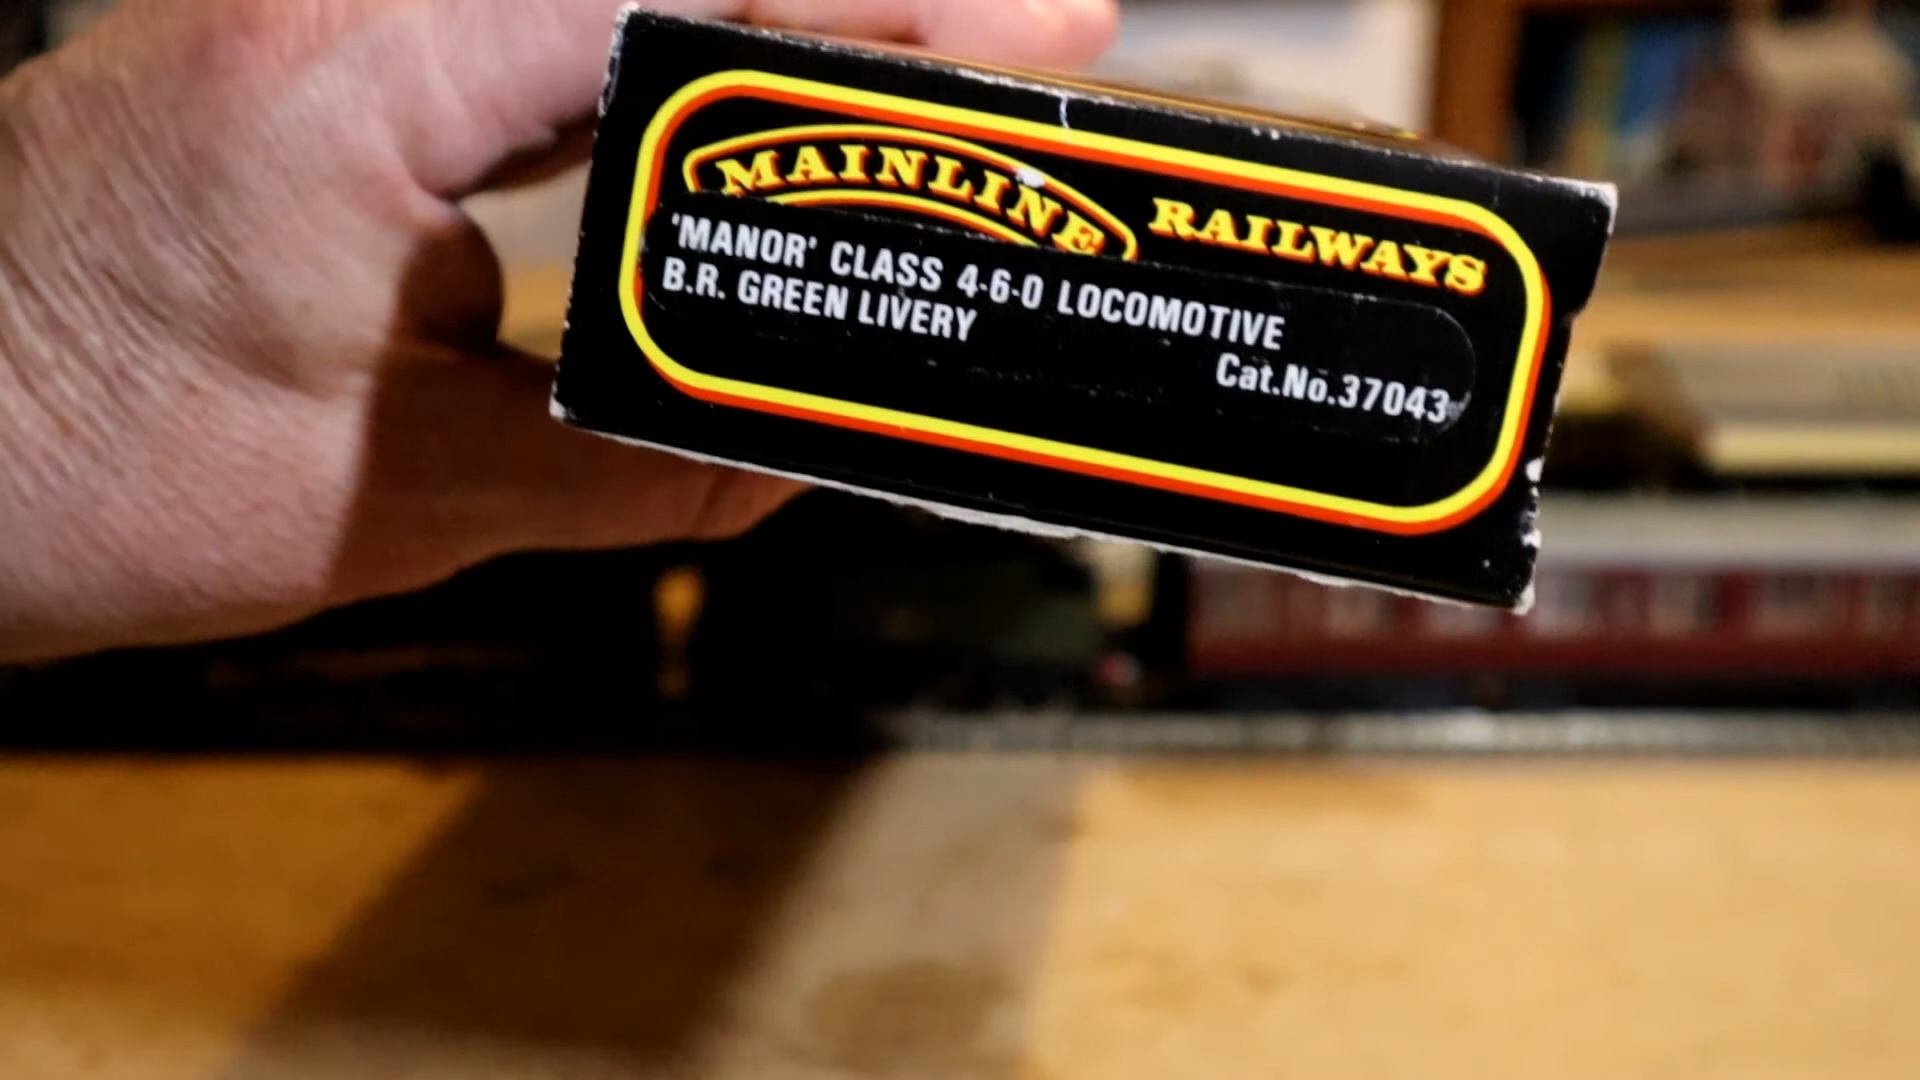 MAINLINE RAILWAYS
'MANOR' CLASS 4-6-0 LOCOMOTIVE
B.R. GREEN LIVERY
Cat.No.37043